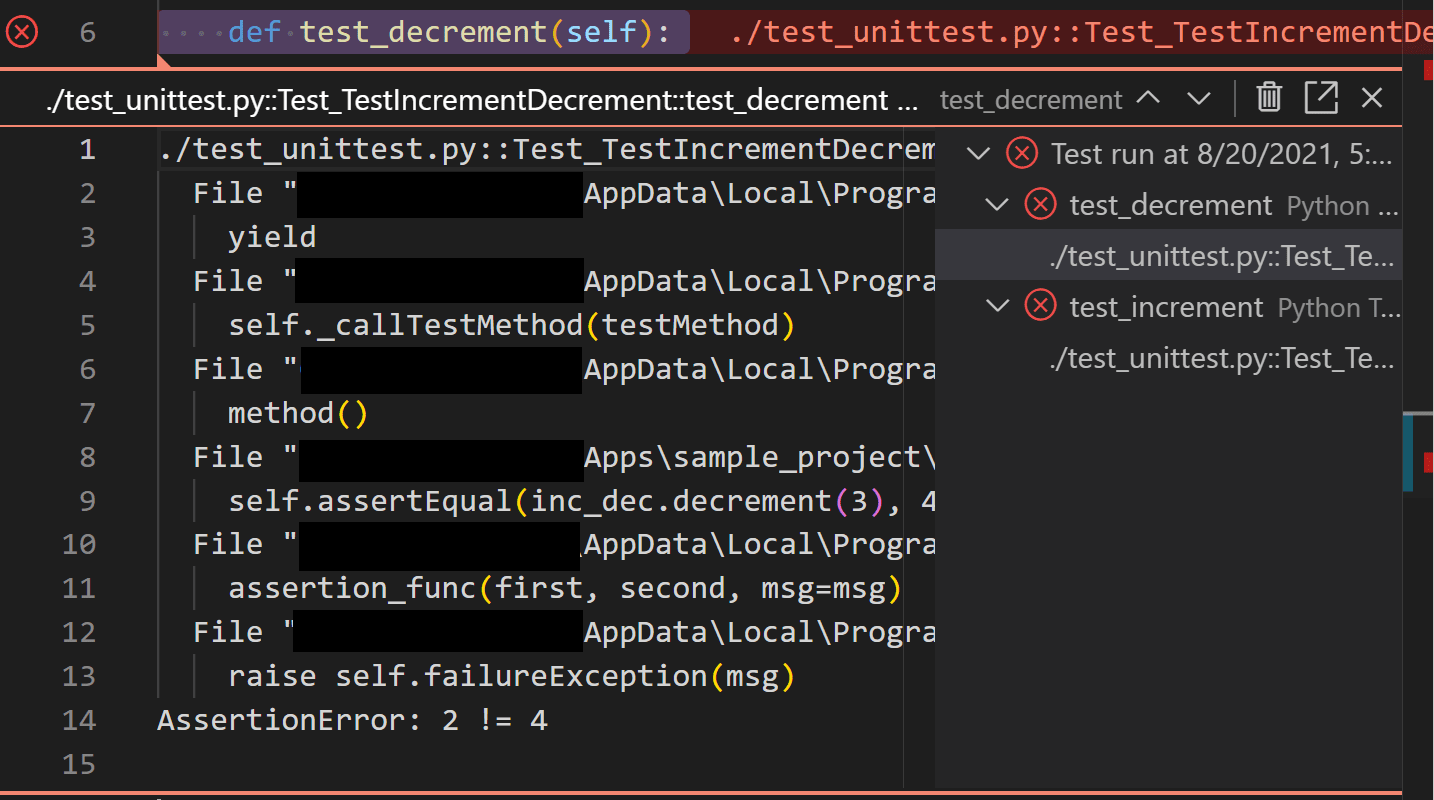 6 def test_decrement(self): ./test_unittest.py::Test_TestIncrementDe
./test_unittest.py::Test_TestIncrementDecrement::test_decrement ... test_decrement
1 ./test_unittest.py::Test_TestIncrementDecrem
2 File " AppData\Local\Progra
3 yield
4 File " AppData\Local\Progra
5 self._callTestMethod(testMethod)
6 File " AppData\Local\Progra
7 method()
8 File " Apps\sample_project\
9 self.assertEqual(inc_dec.decrement(3), 4
10 File " AppData\Local\Progra
11 assertion_func(first, second, msg=msg)
12 File " AppData\Local\Progra
13 raise self.failureException(msg)
14 AssertionError: 2 != 4
15
Test run at 8/20/2021, 5:...
test_decrement Python ...
./test_unittest.py::Test_Te...
test_increment Python T...
./test_unittest.py::Test_Te...